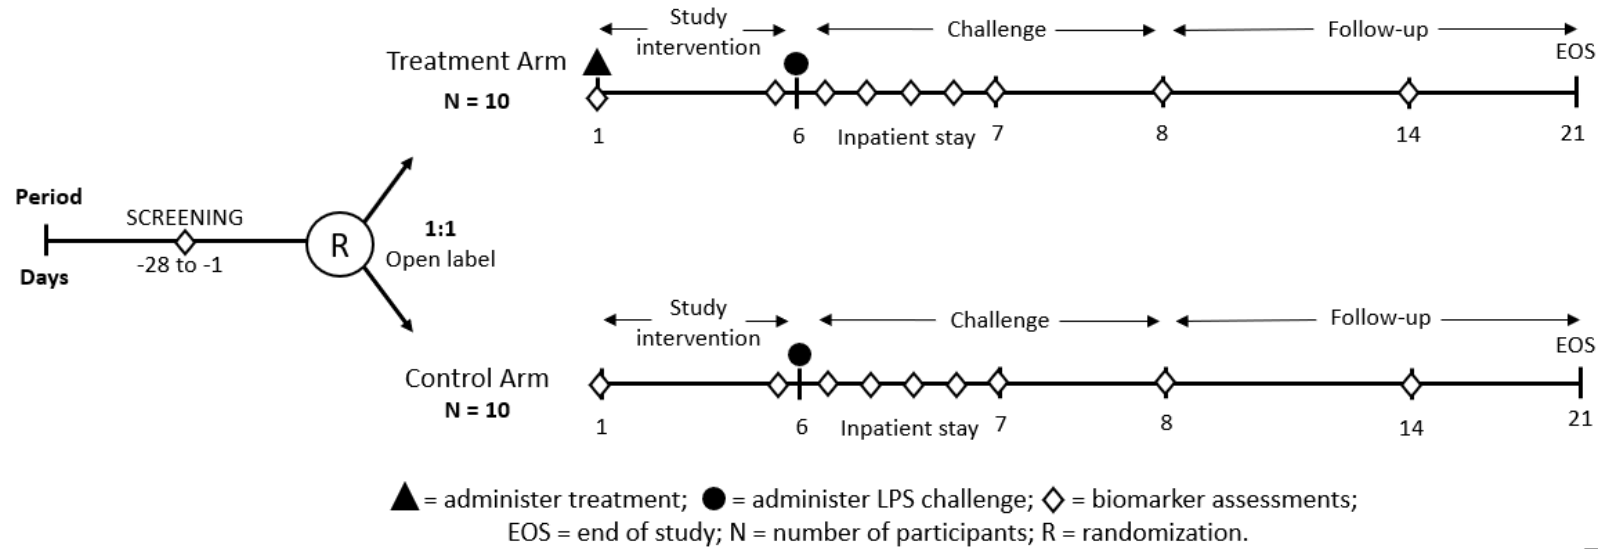 Study
intervention
Challenge
Follow-up
EOS
Treatment Arm
N = 10
1
6
Inpatient stay
7
8
14
21
Period
SCREENING
-28 to -1
Days
R
1:1
Open label
Study
intervention
Challenge
Follow-up
EOS
Control Arm
N = 10
1
6
Inpatient stay
7
8
14
21
= administer treatment; = administer LPS challenge; = biomarker assessments;
EOS = end of study; N = number of participants; R = randomization.